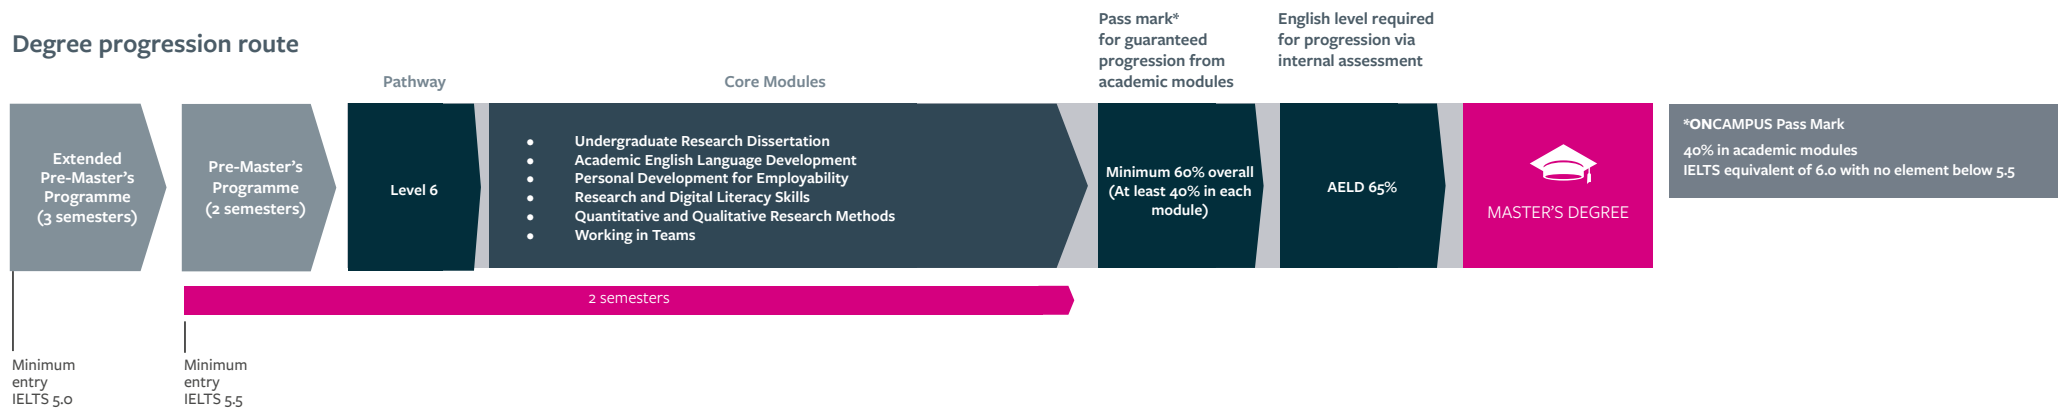 Degree progression route
Pathway
Core Modules
Pass mark*
for guaranteed
progression from
academic modules
English level required
for progression via
internal assessment
Extended
Pre-Master's
Programme
(3 semesters)
Pre-Master's
Programme
(2 semesters)
Level 6
• Undergraduate Research Dissertation
• Academic English Language Development
• Personal Development for Employability
• Research and Digital Literacy Skills
• Quantitative and Qualitative Research Methods
• Working in Teams
Minimum 60% overall
(At least 40% in each
module)
AELD 65%
MASTER'S DEGREE
*ONCAMPUS Pass Mark
40% in academic modules
IELTS equivalent of 6.0 with no element below 5.5
2 semesters
Minimum
entry
IELTS 5.0
Minimum
entry
IELTS 5.5